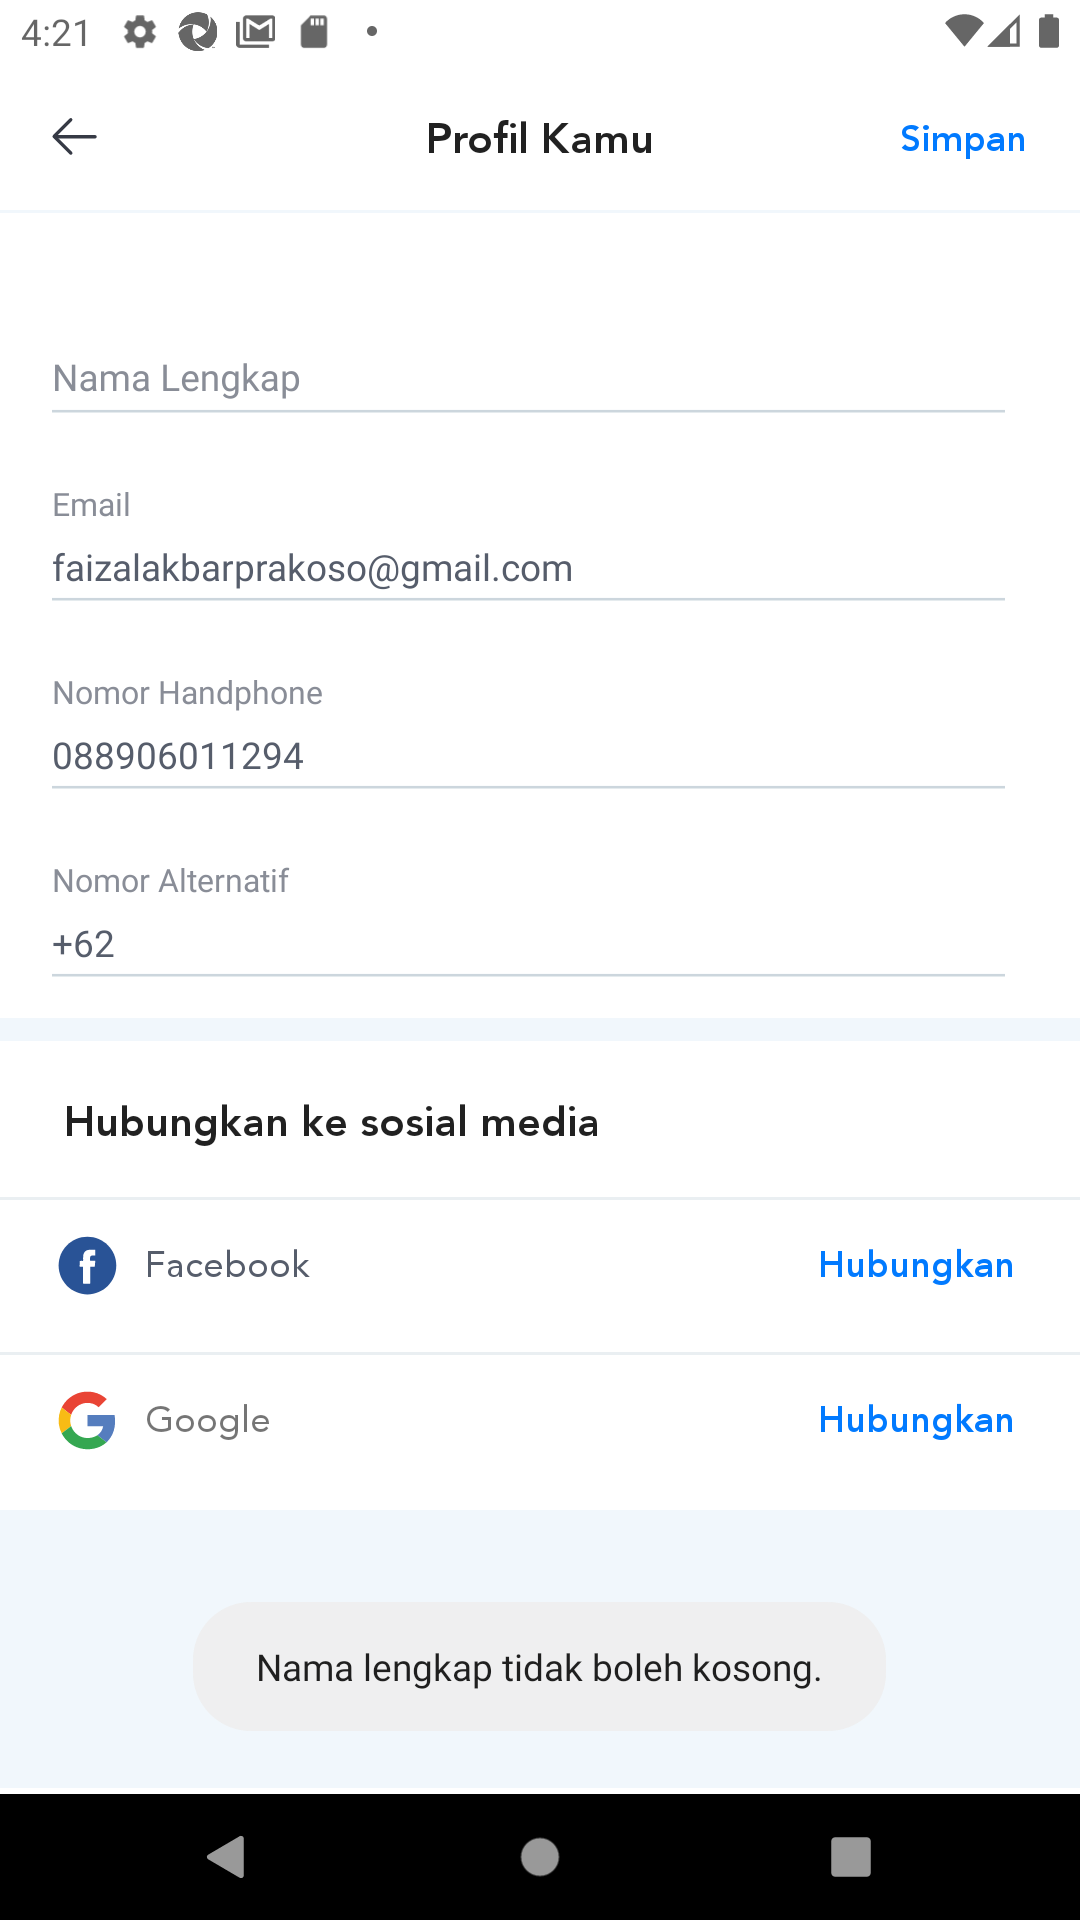 4:21
Profil Kamu
Simpan
Nama Lengkap
Email
faizalakbarprakoso@gmail.com
Nomor Handphone
088906011294
Nomor Alternatif
+62
Hubungkan ke sosial media
Facebook
Hubungkan
Google
Hubungkan
Nama lengkap tidak boleh kosong.